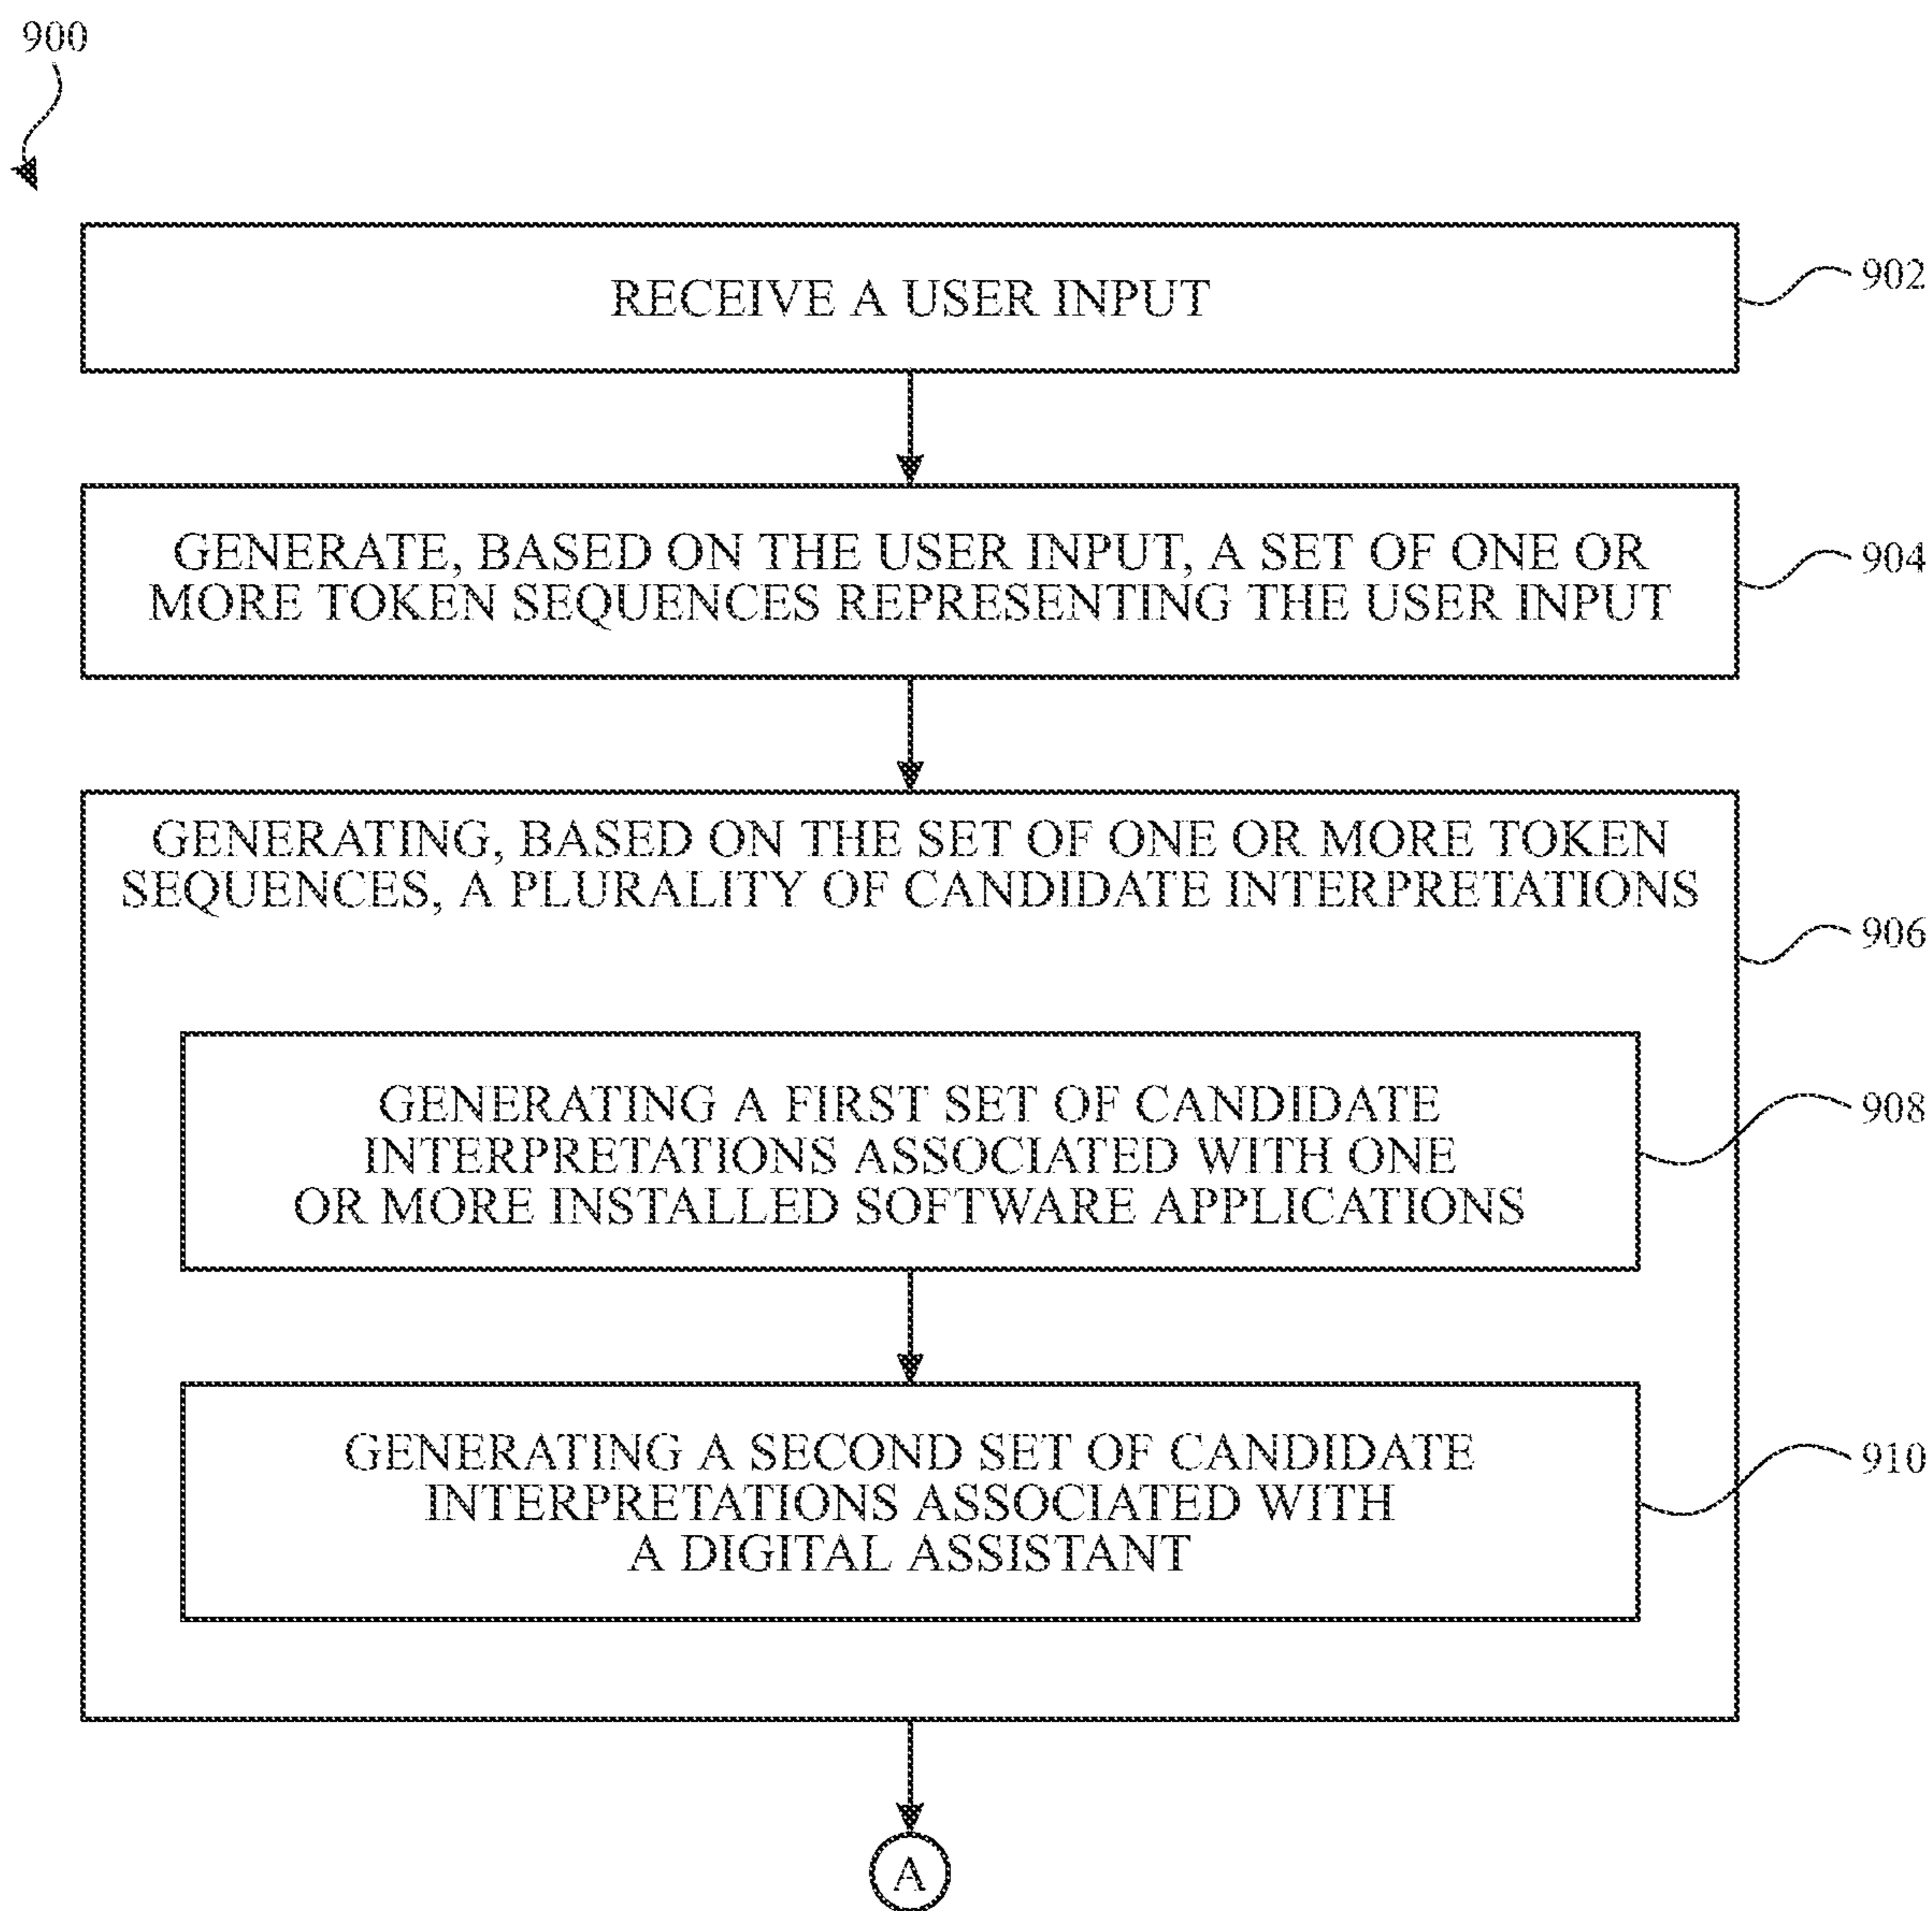 900
RECEIVE A USER INPUT
902
GENERATE, BASED ON THE USER INPUT, A SET OF ONE OR
MORE TOKEN SEQUENCES REPRESENTING THE USER INPUT
904
GENERATING, BASED ON THE SET OF ONE OR MORE TOKEN
SEQUENCES, A PLURALITY OF CANDIDATE INTERPRETATIONS
906
GENERATING A FIRST SET OF CANDIDATE
INTERPRETATIONS ASSOCIATED WITH ONE
OR MORE INSTALLED SOFTWARE APPLICATIONS
908
GENERATING A SECOND SET OF CANDIDATE
INTERPRETATIONS ASSOCIATED WITH
A DIGITAL ASSISTANT
910
A